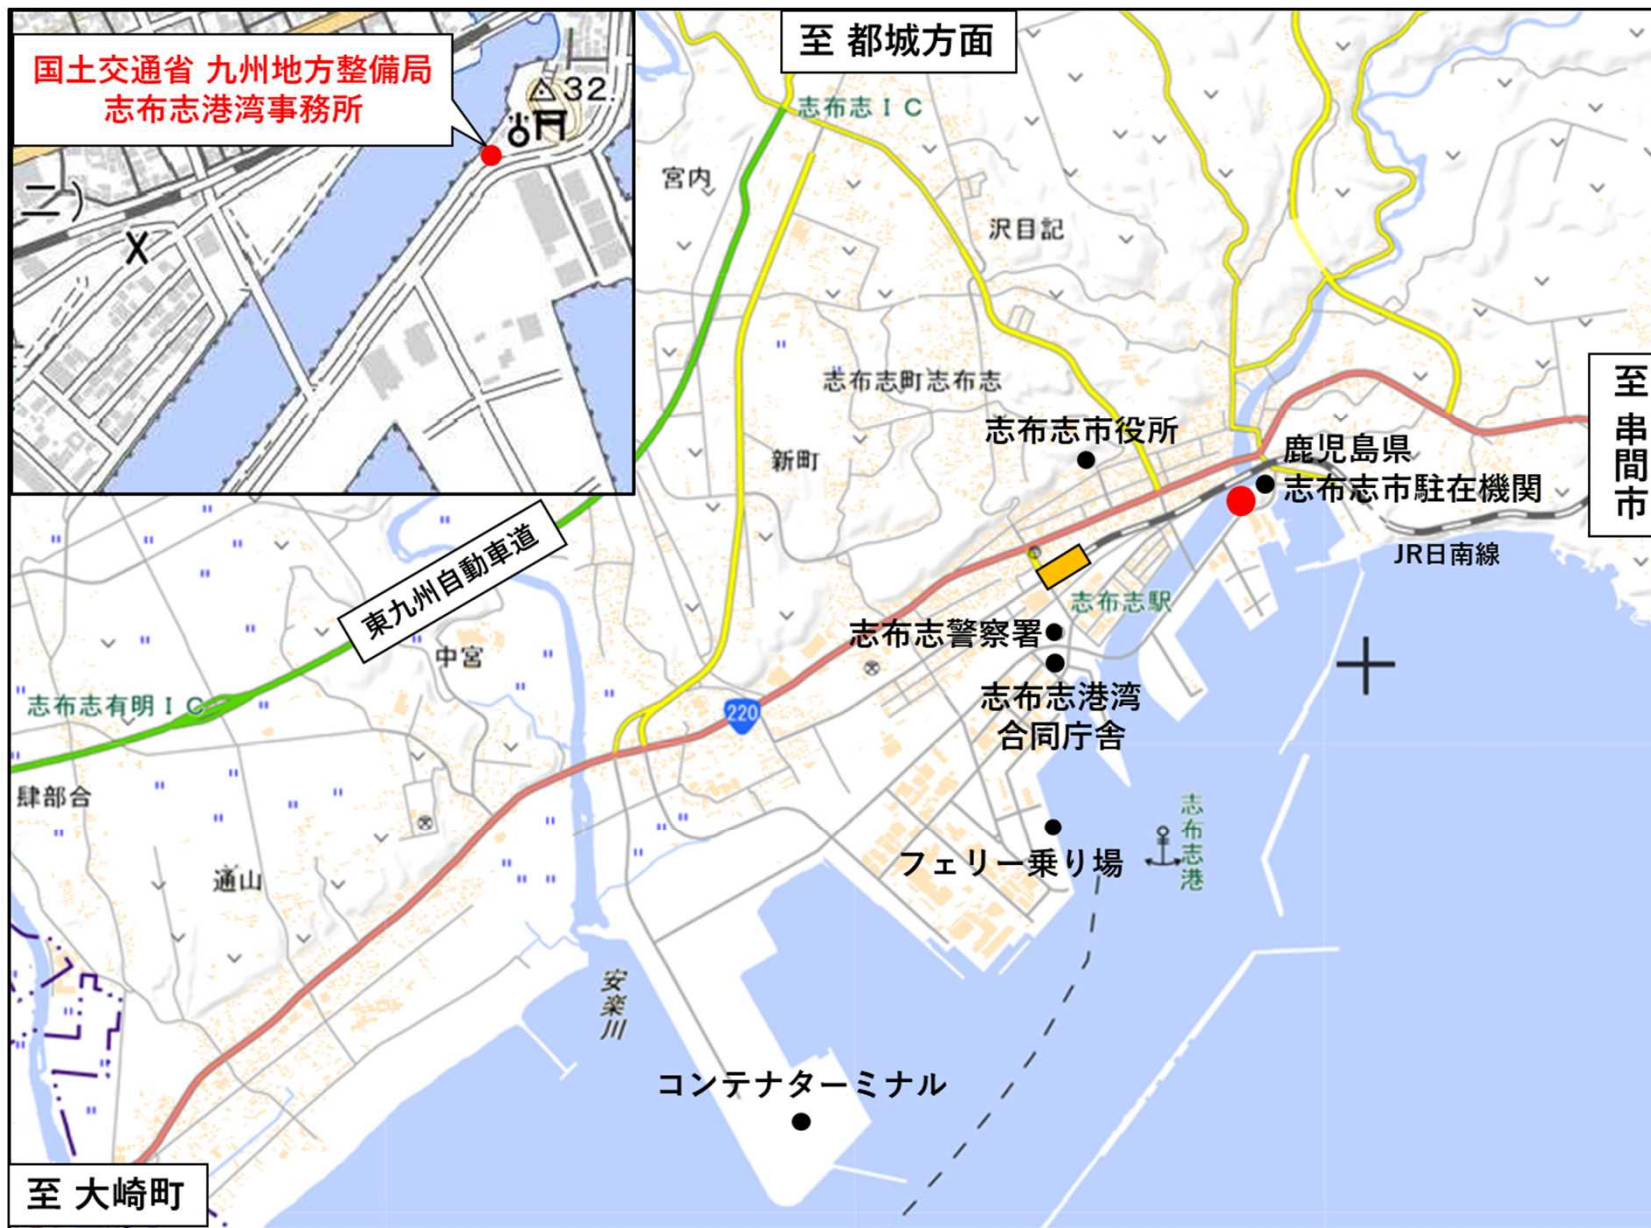 至 都城方面
国土交通省 九州地方整備局
志布志港湾事務所
32.
二)
志布志IC
宮内
沢目記
志布志町志布志
至
串
間
市
志布志市役所
新町
鹿児島県
志布志市駐在機関
JR日南線
東九州自動車道
志布志駅
志布志警察署
中宮
志布志有明IC
志布志港湾
合同庁舎
220
肆部合
志布志港
フェリー乗り場
通山
安楽川
コンテナターミナル
至 大崎町